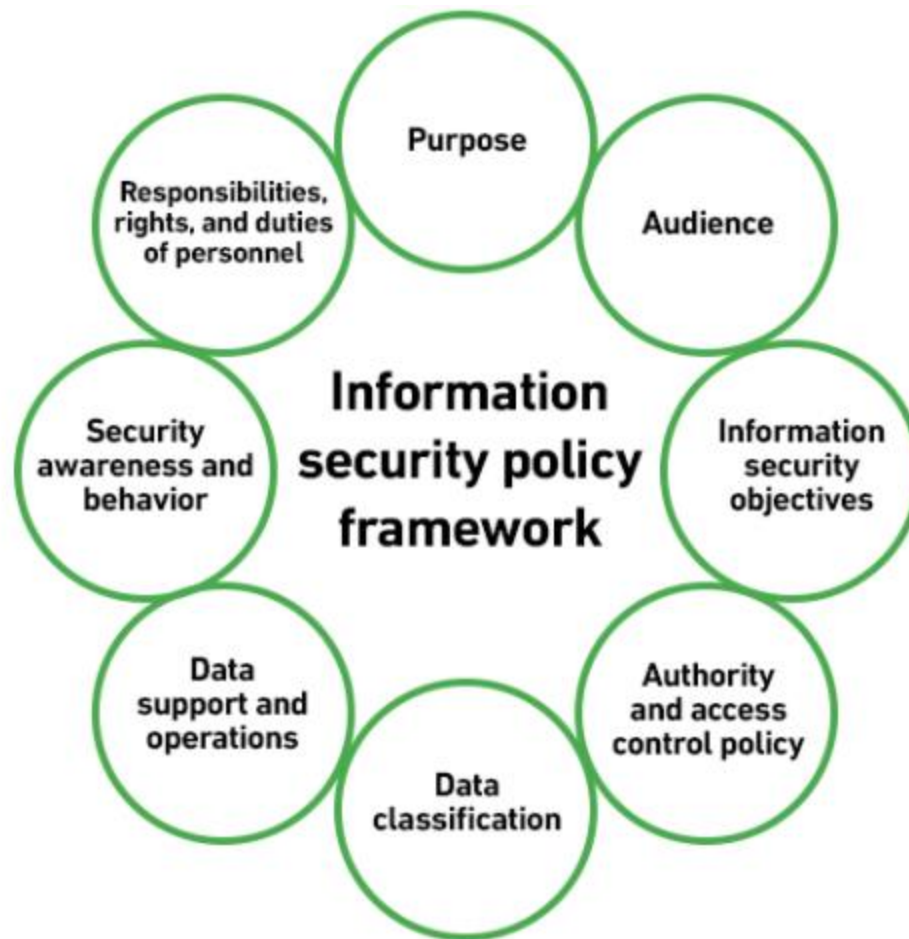 Purpose
Audience
Information
security
objectives
Authority
and access
control policy
Data
classification
Data
support and
operations
Security
awareness and
behavior
Responsibilities,
rights, and duties
of personnel
Information
security policy
framework